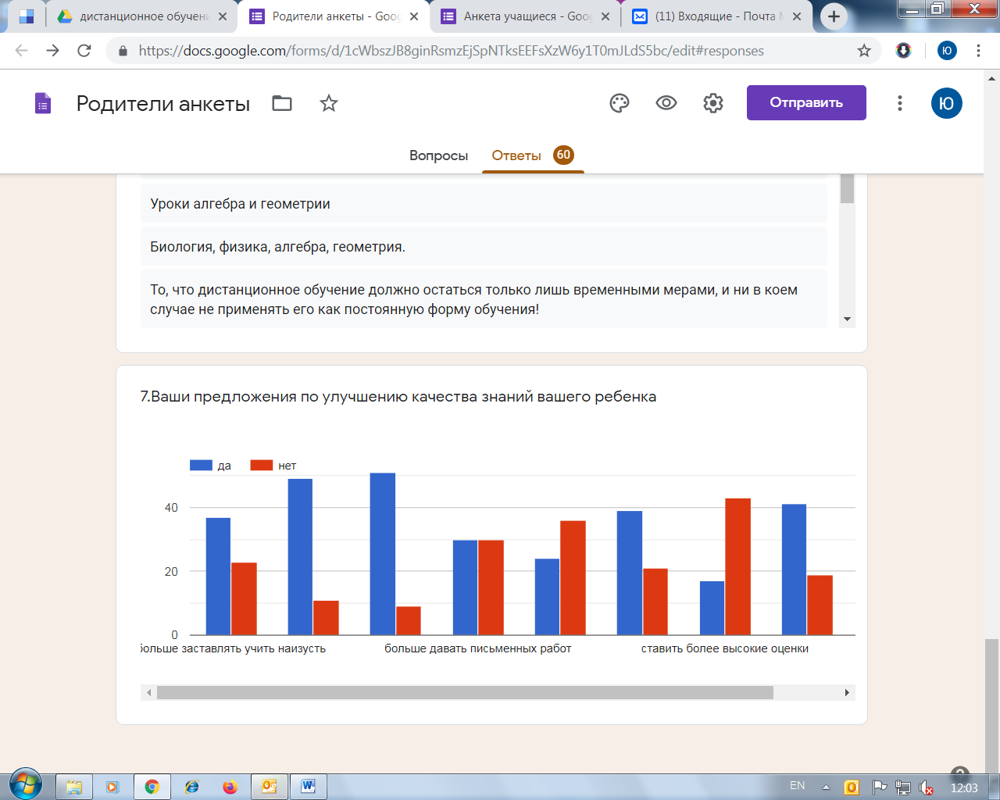 дистанционное обучени
Родители анкеты - Goog
Анкета учащиеся - Goog
(11) Входящие - Почта М
https://docs.google.com/forms/d/1cWbszJB8ginRsmzEjSpNTksEEFsXzW6y1T0mJLdS5bc/edit#responses
Ю
Родители анкеты
Отправить
Ю
Вопросы
Ответы 60
Уроки алгебра и геометрии
Биология, физика, алгебра, геометрия.
То, что дистанционное обучение должно остаться только лишь временными мерами, и ни в коем
случае не применять его как постоянную форму обучения!
7.Ваши предложения по улучшению качества знаний вашего ребенка
да
нет
40
20
0
больше заставлять учить наизусть
больше давать письменных работ
ставить более высокие оценки
EN
12:03